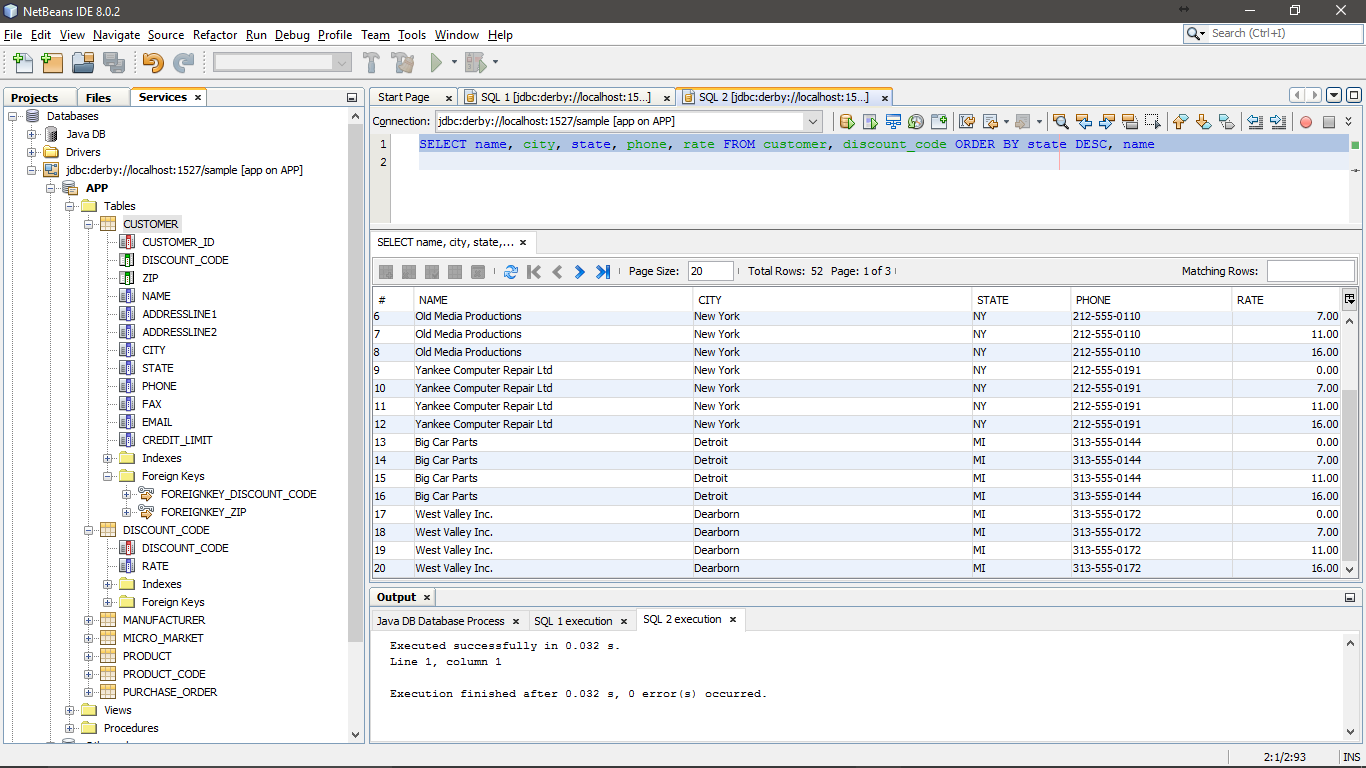 NetBeans IDE 8.0.2
File Edit View Navigate Source Refactor Run Debug Profile Team Tools Window Help
Search (Ctrl+I)
Projects Files Services
Databases
Java DB
Drivers
jdbc:derby://localhost:1527/sample [app on APP]
APP
Tables
CUSTOMER
CUSTOMER_ID
DISCOUNT_CODE
ZIP
NAME
ADDRESSLINE1
ADDRESSLINE2
CITY
STATE
PHONE
FAX
EMAIL
CREDIT_LIMIT
Indexes
Foreign Keys
FOREIGNKEY_DISCOUNT_CODE
FOREIGNKEY_ZIP
DISCOUNT_CODE
DISCOUNT_CODE
RATE
Indexes
Foreign Keys
MANUFACTURER
MICRO_MARKET
PRODUCT
PRODUCT_CODE
PURCHASE_ORDER
Views
Procedures
Start Page SQL 1 [jdbc:derby://localhost:15...] SQL 2 [jdbc:derby://localhost:15...]
Connection: jdbc:derby://localhost:1527/sample [app on APP]
1 SELECT name, city, state, phone, rate FROM customer, discount_code ORDER BY state DESC, name
2
SELECT name, city, state,...
Page Size: 20 Total Rows: 52 Page: 1 of 3 Matching Rows:
# NAME CITY STATE PHONE RATE
6 Old Media Productions New York NY 212-555-0110 7.00
7 Old Media Productions New York NY 212-555-0110 11.00
8 Old Media Productions New York NY 212-555-0110 16.00
9 Yankee Computer Repair Ltd New York NY 212-555-0191 0.00
10 Yankee Computer Repair Ltd New York NY 212-555-0191 7.00
11 Yankee Computer Repair Ltd New York NY 212-555-0191 11.00
12 Yankee Computer Repair Ltd New York NY 212-555-0191 16.00
13 Big Car Parts Detroit MI 313-555-0144 0.00
14 Big Car Parts Detroit MI 313-555-0144 7.00
15 Big Car Parts Detroit MI 313-555-0144 11.00
16 Big Car Parts Detroit MI 313-555-0144 16.00
17 West Valley Inc. Dearborn MI 313-555-0172 0.00
18 West Valley Inc. Dearborn MI 313-555-0172 7.00
19 West Valley Inc. Dearborn MI 313-555-0172 11.00
20 West Valley Inc. Dearborn MI 313-555-0172 16.00
Output
Java DB Database Process SQL 1 execution SQL 2 execution
Executed successfully in 0.032 s.
Line 1, column 1
Execution finished after 0.032 s, 0 error(s) occurred.
2:1/2:93 INS